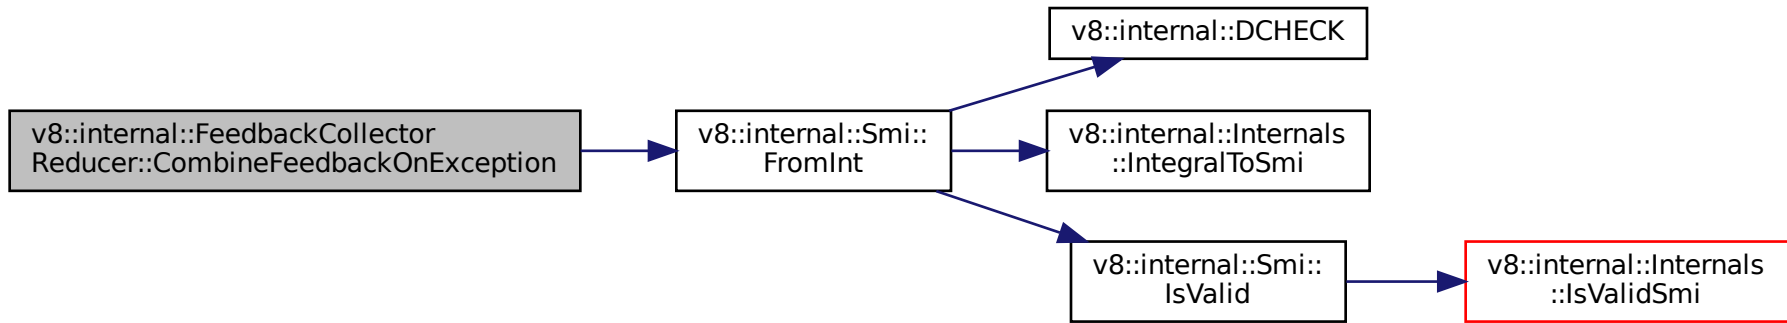 v8::internal::DCHECK
v8::internal::FeedbackCollector
Reducer::CombineFeedbackOnException
v8::internal::Smi::
FromInt
v8::internal::Internals
::IntegralToSmi
v8::internal::Smi::
IsValid
v8::internal::Internals
::IsValidSmi